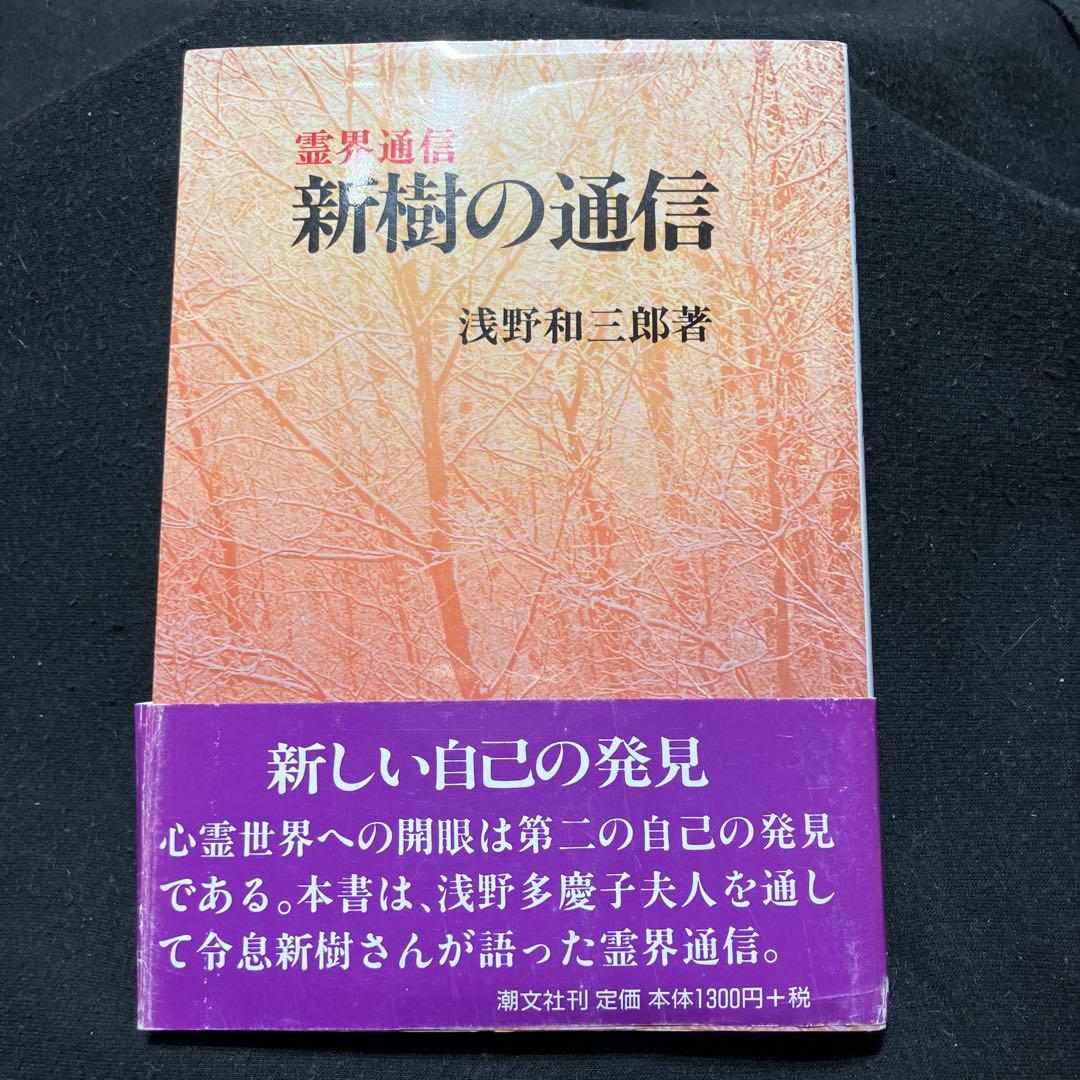 霊界通信
新樹の通信
浅野和三郎著
新しい自己の発見
心霊世界への開眼は第二の自己の発見
である。本書は、浅野多慶子夫人を通し
て令息新樹さんが語った霊界通信。
潮文社刊 定価 本体1300円+税